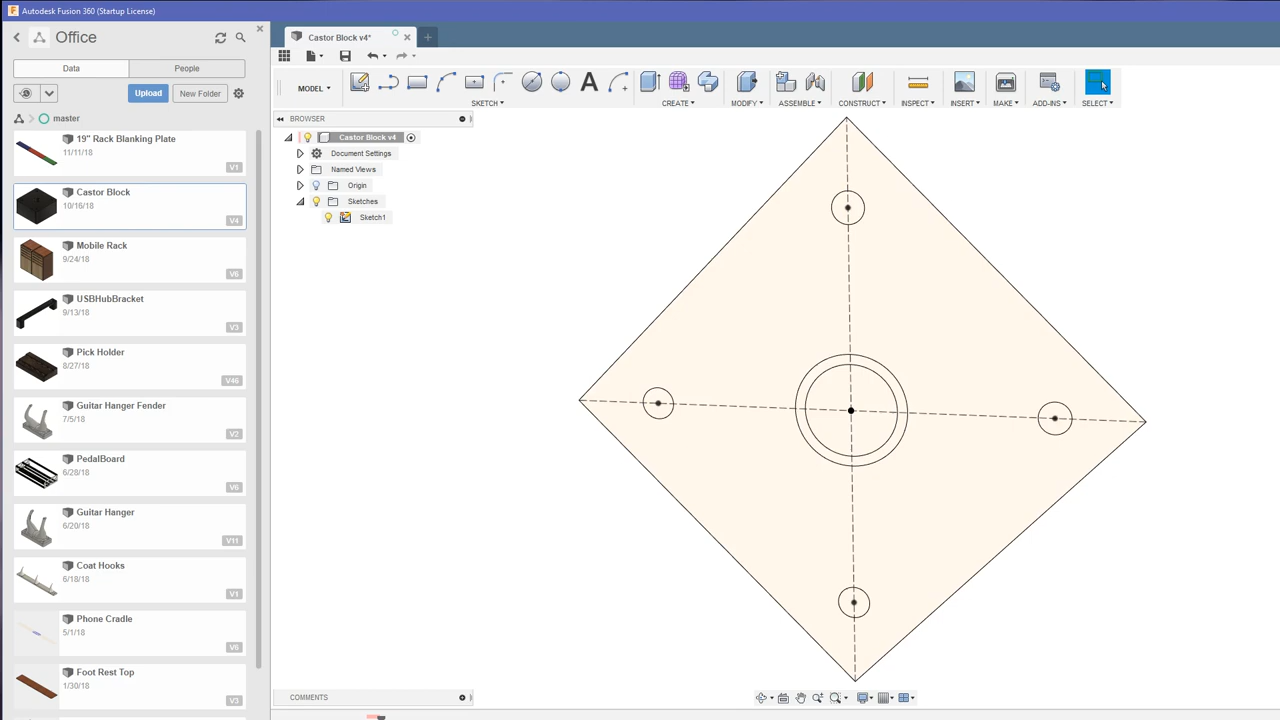 Autodesk Fusion 360 (Startup License)
Office
Data
People
Upload
New Folder
master
19" Rack Blanking Plate
11/11/18
V1
Castor Block
10/16/18
V4
Mobile Rack
9/24/18
V6
USBHubBracket
9/13/18
V3
Pick Holder
8/27/18
V46
Guitar Hanger Fender
7/5/18
V2
PedalBoard
6/28/18
V6
Guitar Hanger
6/20/18
V11
Coat Hooks
6/18/18
V1
Phone Cradle
5/1/18
V6
Foot Rest Top
1/30/18
V3
Castor Block v4*
MODEL
SKETCH
CREATE
MODIFY
ASSEMBLE
CONSTRUCT
INSPECT
INSERT
MAKE
ADD-INS
SELECT
BROWSER
Castor Block v4
Document Settings
Named Views
Origin
Sketches
Sketch1
COMMENTS